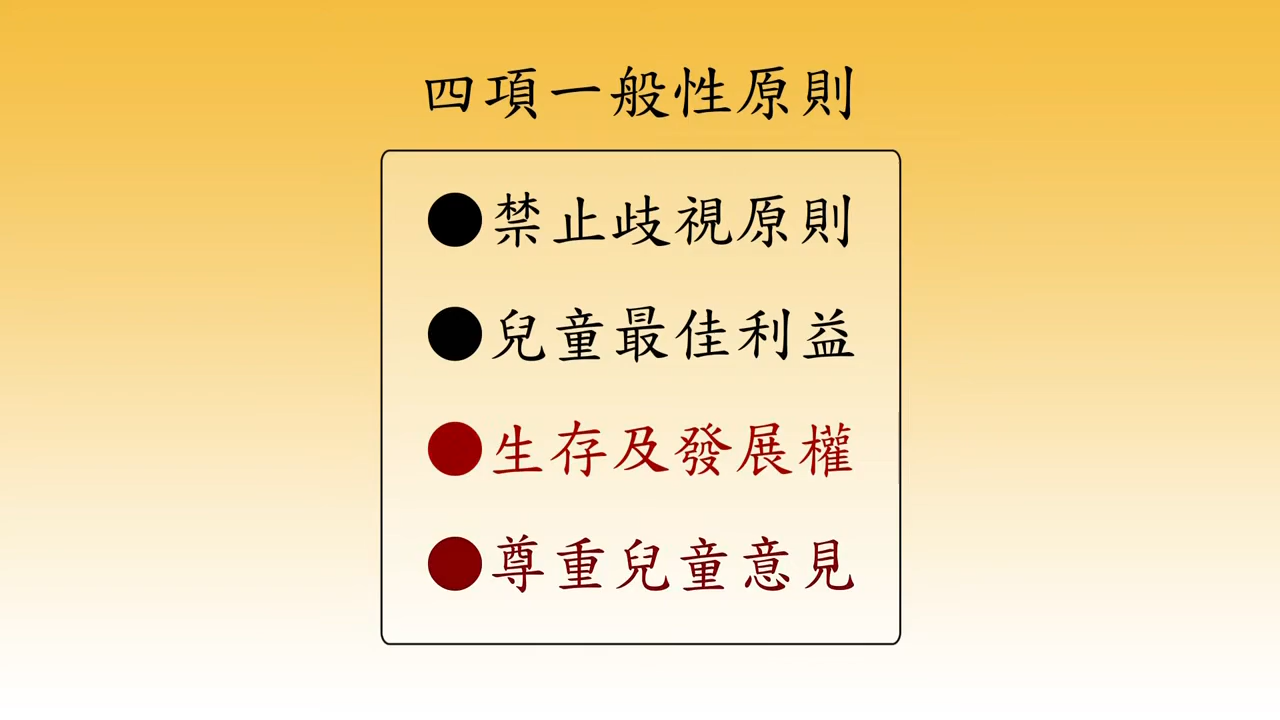 四項一般性原則
●禁止歧視原則
●兒童最佳利益
●生存及發展權
●尊重兒童意見